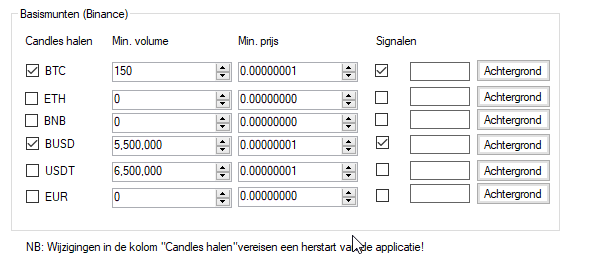 Basismunten (Binance)
Candles halen Min. volume Min. prijs Signalen
BTC 150 0.00000001 Achtergrond
ETH 0 0.00000000 Achtergrond
BNB 0 0.00000000 Achtergrond
BUSD 5,500,000 0.00000001 Achtergrond
USDT 6,500,000 0.00000001 Achtergrond
EUR 0 0.00000000 Achtergrond
NB: Wijzigingen in de kolom "Candles halen"vereisen een herstart van de applicatie!